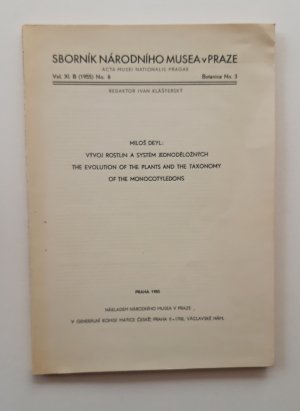 SBORNÍK NÁRODNÍHO MUSEA v PRAZE
ACTA MUSEI NATIONALIS PRAGAE
Vol. XI. B (1955) No. 6 Botanica No. 3
REDAKTOR IVAN KLÁŠTERSKÝ
MILOŠ DEYL:
VÝVOJ ROSTLIN A SYSTÉM JEDNODĚLOŽNÝCH
THE EVOLUTION OF THE PLANTS AND THE TAXONOMY
OF THE MONOCOTYLEDONS
PRAHA 1955
NÁKLADEM NÁRODNÍHO MUSEA V PRAZE
V GENERÁLNÍ KOMISI MATICE ČESKÉ, PRAHA II-1700, VÁCLAVSKÉ NÁM.